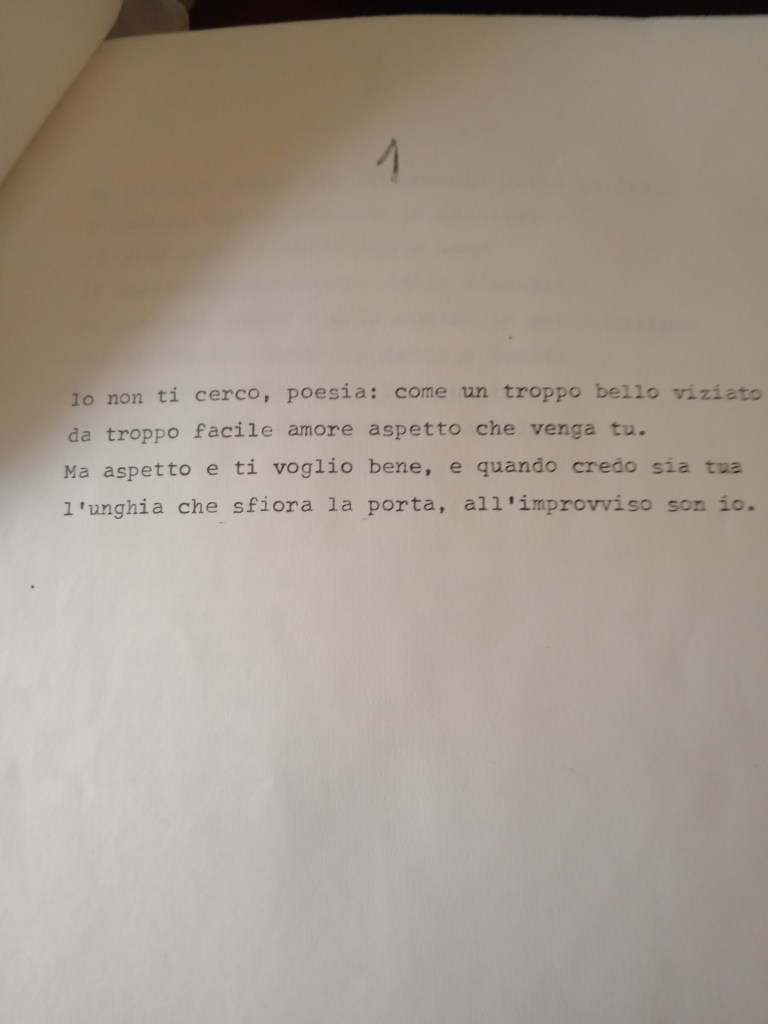 1
Io non ti cerco, poesia: come un troppo bello viziato
da troppo facile amore aspetto che venga tu.
Ma aspetto e ti voglio bene, e quando credo sia tua
l'unghia che sfiora la porta, all'improvviso son io.